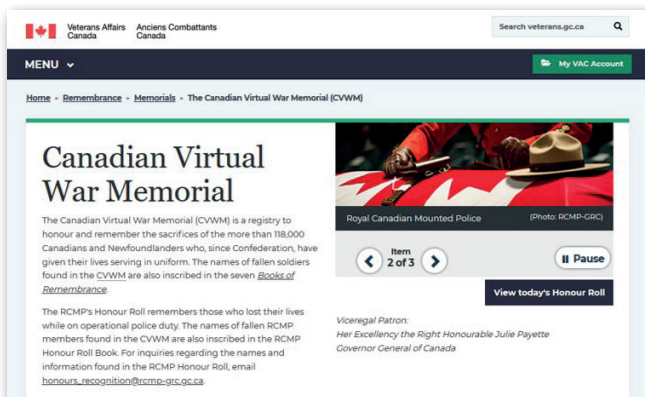 Veterans Affairs Anciens Combattants
Canada Canada
Search veterans.gc.ca
MENU
My VAC Account
Home Remembrance Memorials The Canadian Virtual War Memorial (CVWM)
Canadian Virtual
War Memorial
The Canadian Virtual War Memorial (CVWM) is a registry to
honour and remember the sacrifices of the more than 118,000
Canadians and Newfoundlanders who, since Confederation, have
given their lives serving in uniform. The names of fallen soldiers
found in the CVWM are also inscribed in the seven Books of
Remembrance.
The RCMP's Honour Roll remembers those who lost their lives
while on operational police duty. The names of fallen RCMP
members found in the CVWM are also inscribed in the RCMP
Honour Roll Book. For inquiries regarding the names and
information found in the RCMP Honour Roll, email
honours_recognition@rcmp-grc.gc.ca.
Royal Canadian Mounted Police (Photo: RCMP-GRC)
Item
2 of 3
Pause
View today's Honour Roll
Viceregal Patron:
Her Excellency the Right Honourable Julie Payette
Governor General of Canada